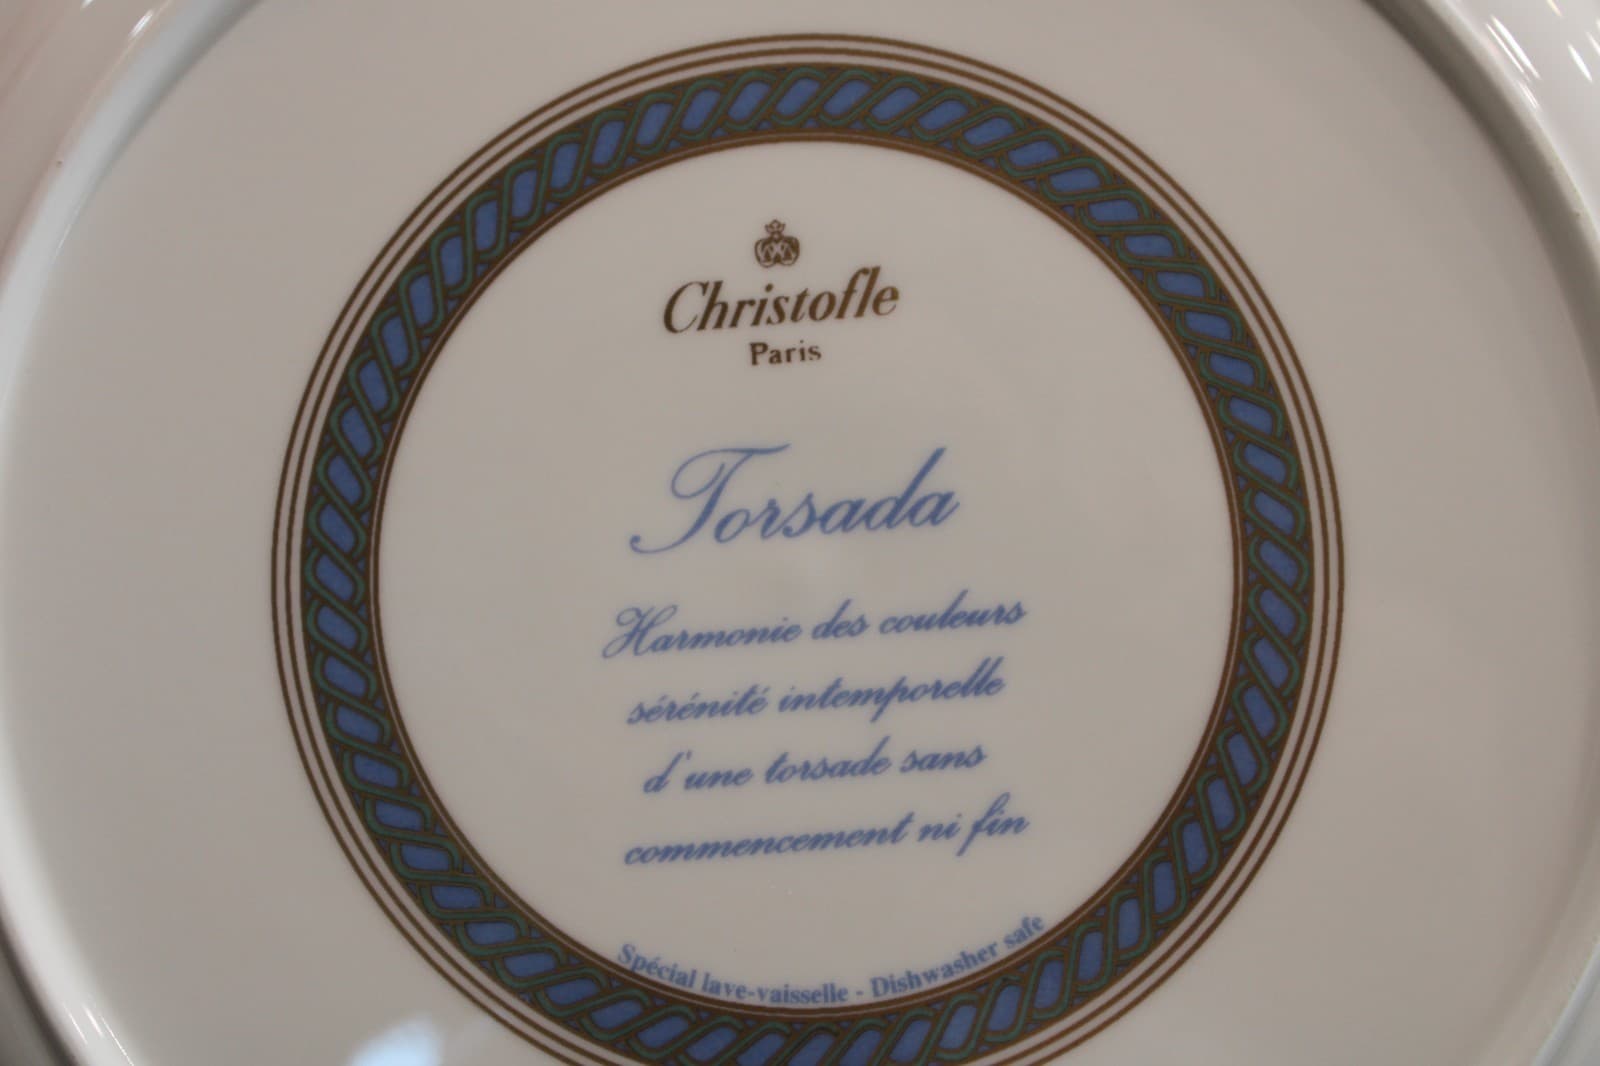 Christofle
Paris
Torsada
Harmonie des couleurs
sérénité intemporelle
d'une torsade sans
commencement ni fin
Spécial lave-vaisselle - Dishwasher safe